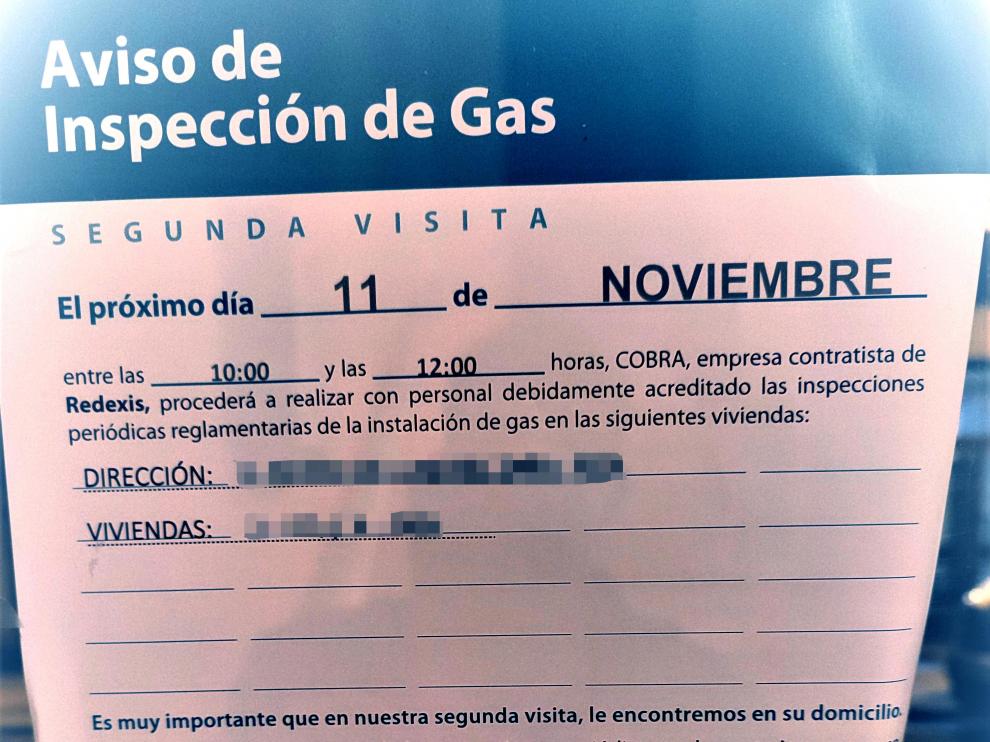 Aviso de
Inspección de Gas
SEGUNDA VISITA
El próximo día 11 de NOVIEMBRE
entre las 10:00 y las 12:00 horas, COBRA, empresa contratista de
Redexis, procederá a realizar con personal debidamente acreditado las inspecciones
periódicas reglamentarias de la instalación de gas en las siguientes viviendas:
DIRECCIÓN:
VIVIENDAS:
Es muy importante que en nuestra segunda visita, le encontremos en su domicilio.